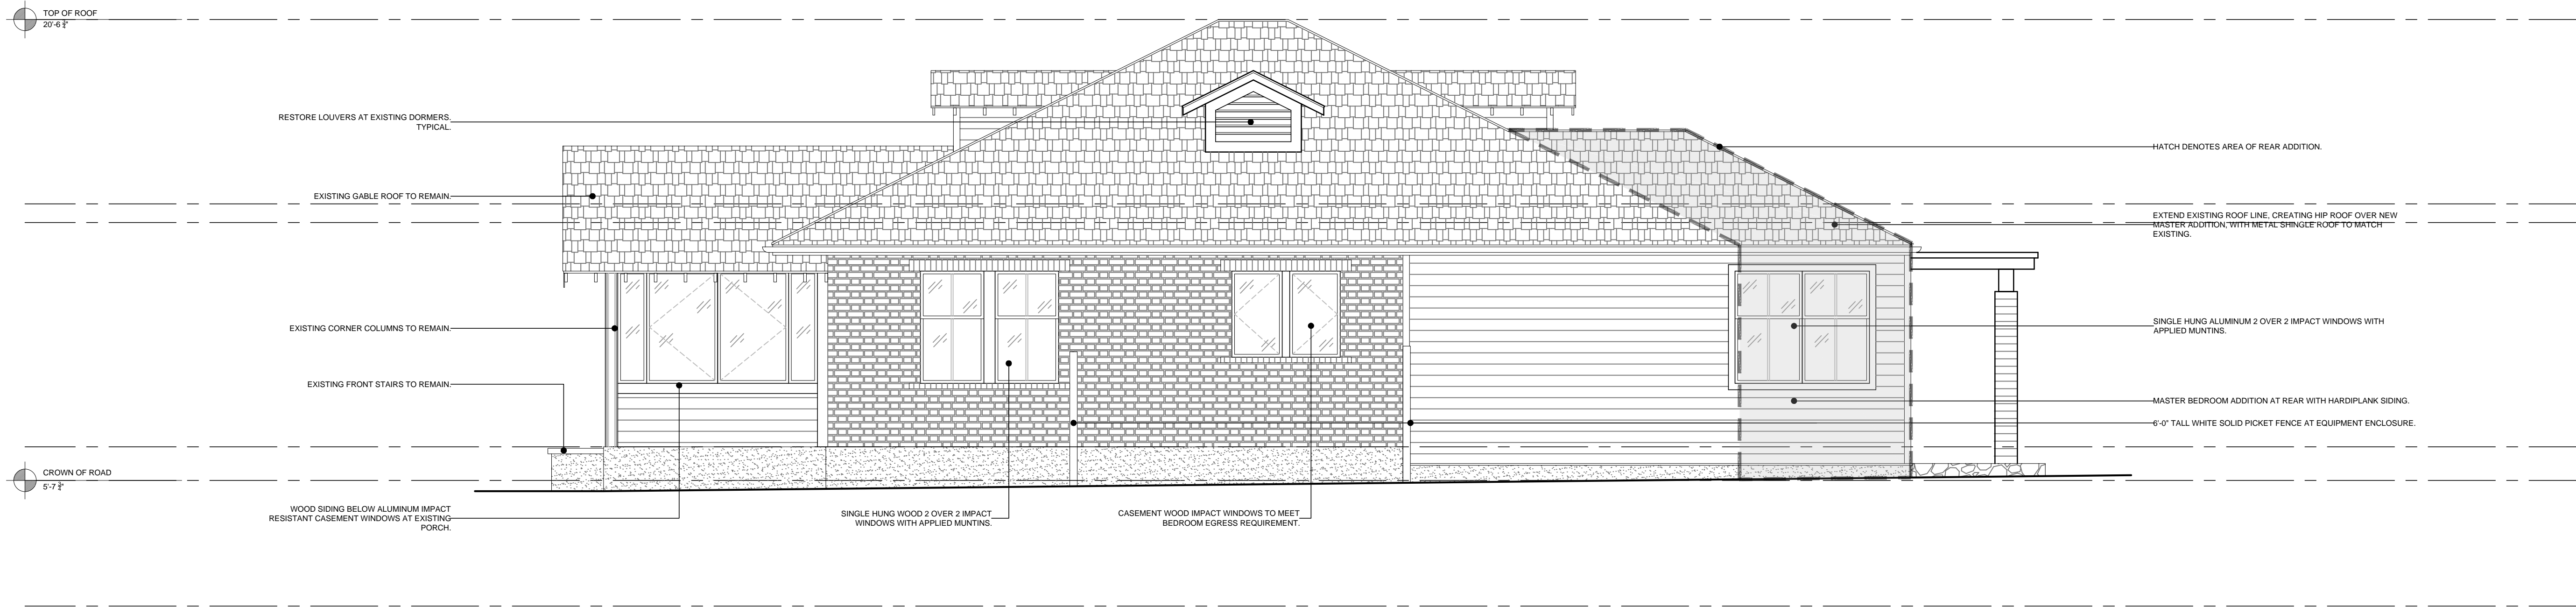 TOP OF ROOF
20'-6 3/4"
RESTORE LOUVERS AT EXISTING DORMERS.
TYPICAL.
EXISTING GABLE ROOF TO REMAIN.
EXISTING CORNER COLUMNS TO REMAIN.
EXISTING FRONT STAIRS TO REMAIN.
CROWN OF ROAD
5'-7 3/4"
WOOD SIDING BELOW ALUMINUM IMPACT
RESISTANT CASEMENT WINDOWS AT EXISTING
PORCH.
SINGLE HUNG WOOD 2 OVER 2 IMPACT
WINDOWS WITH APPLIED MUNTINS.
CASEMENT WOOD IMPACT WINDOWS TO MEET
BEDROOM EGRESS REQUIREMENT.
HATCH DENOTES AREA OF REAR ADDITION.
EXTEND EXISTING ROOF LINE, CREATING HIP ROOF OVER NEW
MASTER ADDITION, WITH METAL SHINGLE ROOF TO MATCH
EXISTING.
SINGLE HUNG ALUMINUM 2 OVER 2 IMPACT WINDOWS WITH
APPLIED MUNTINS.
MASTER BEDROOM ADDITION AT REAR WITH HARDIPLANK SIDING.
6'-0" TALL WHITE SOLID PICKET FENCE AT EQUIPMENT ENCLOSURE.